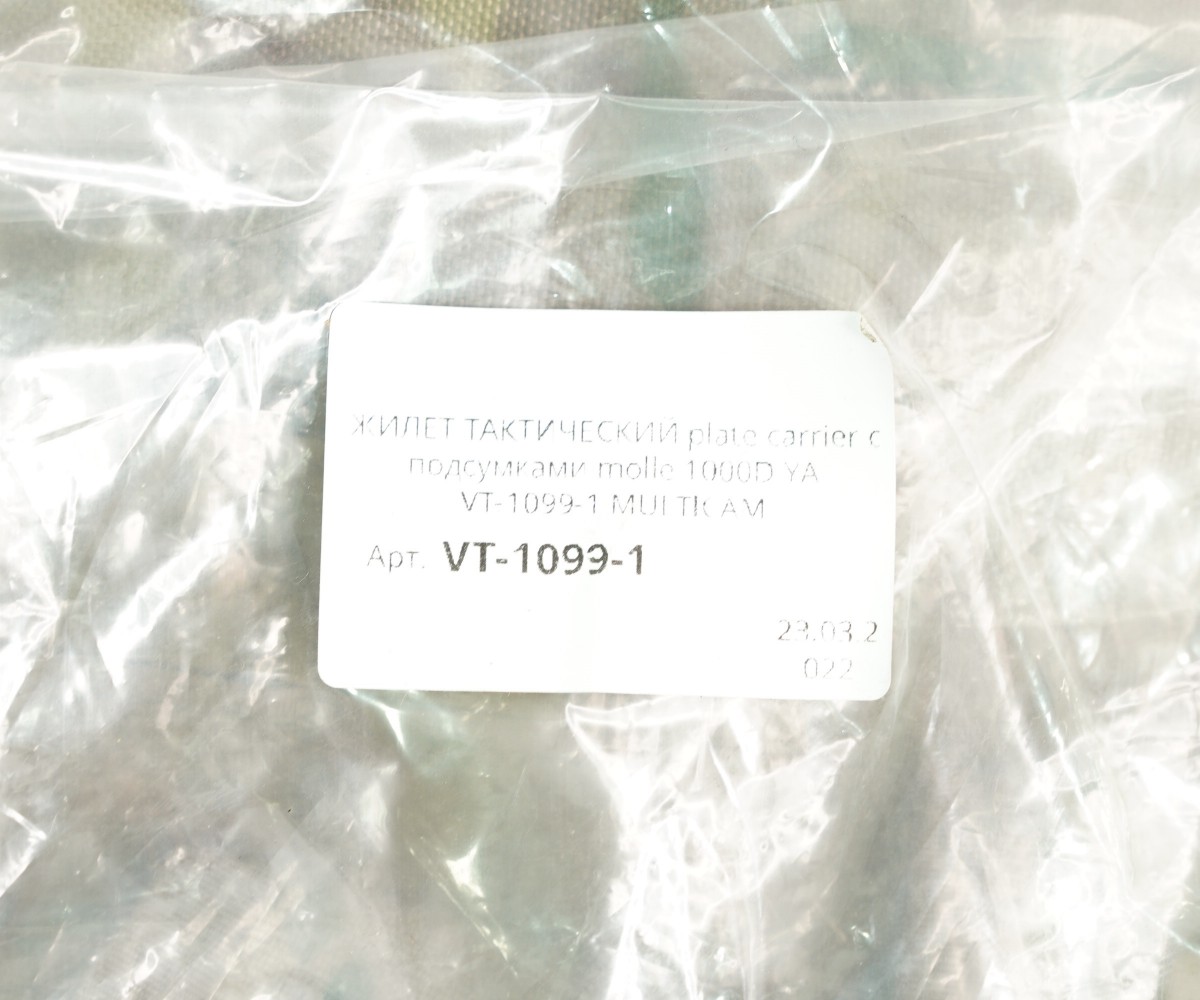 ЖИЛЕТ ТАКТИЧЕСКИЙ plate carrier с
подсумками molle 1000D YA
VT-1099-1 MULTICAM
Арт. VT-1099-1
23.03.2
022